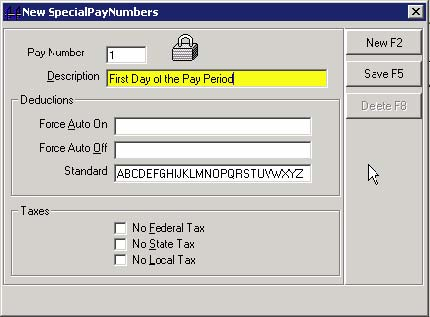 New SpecialPayNumbers
Pay Number 1
Description First Day of the Pay Period
New F2
Save F5
Delete F8
Deductions
Force Auto On
Force Auto Off
Standard ABCDEFGHIJKLMNOPQRSTUVWXYZ
Taxes
No Federal Tax
No State Tax
No Local Tax